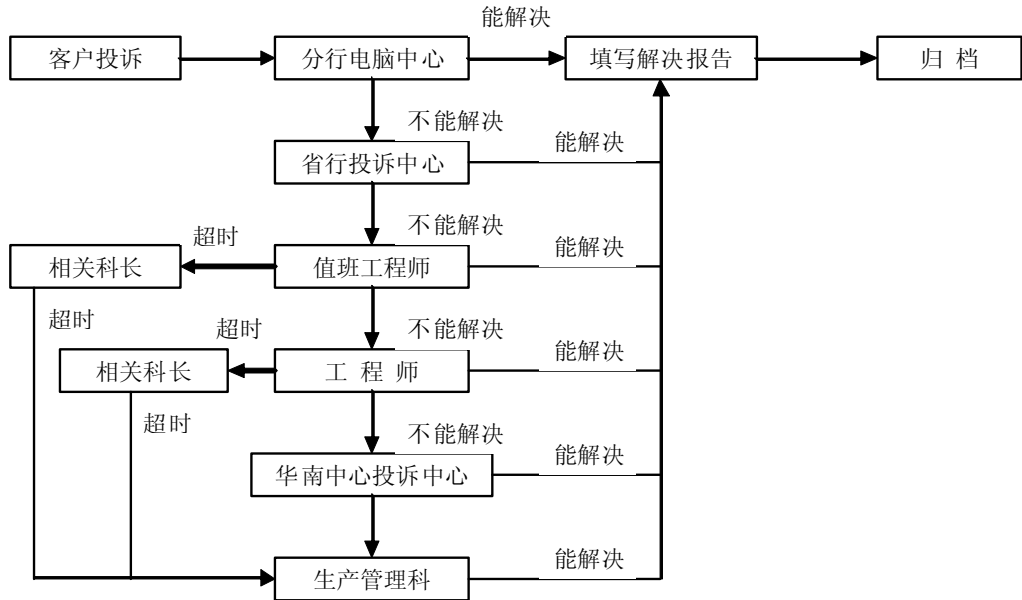 能解决
客户投诉
分行电脑中心
填写解决报告
归 档
不能解决
能解决
省行投诉中心
不能解决
超时
能解决
相关科长
值班工程师
超时
不能解决
超时
能解决
相关科长
工 程 师
超时
不能解决
能解决
华南中心投诉中心
能解决
生产管理科